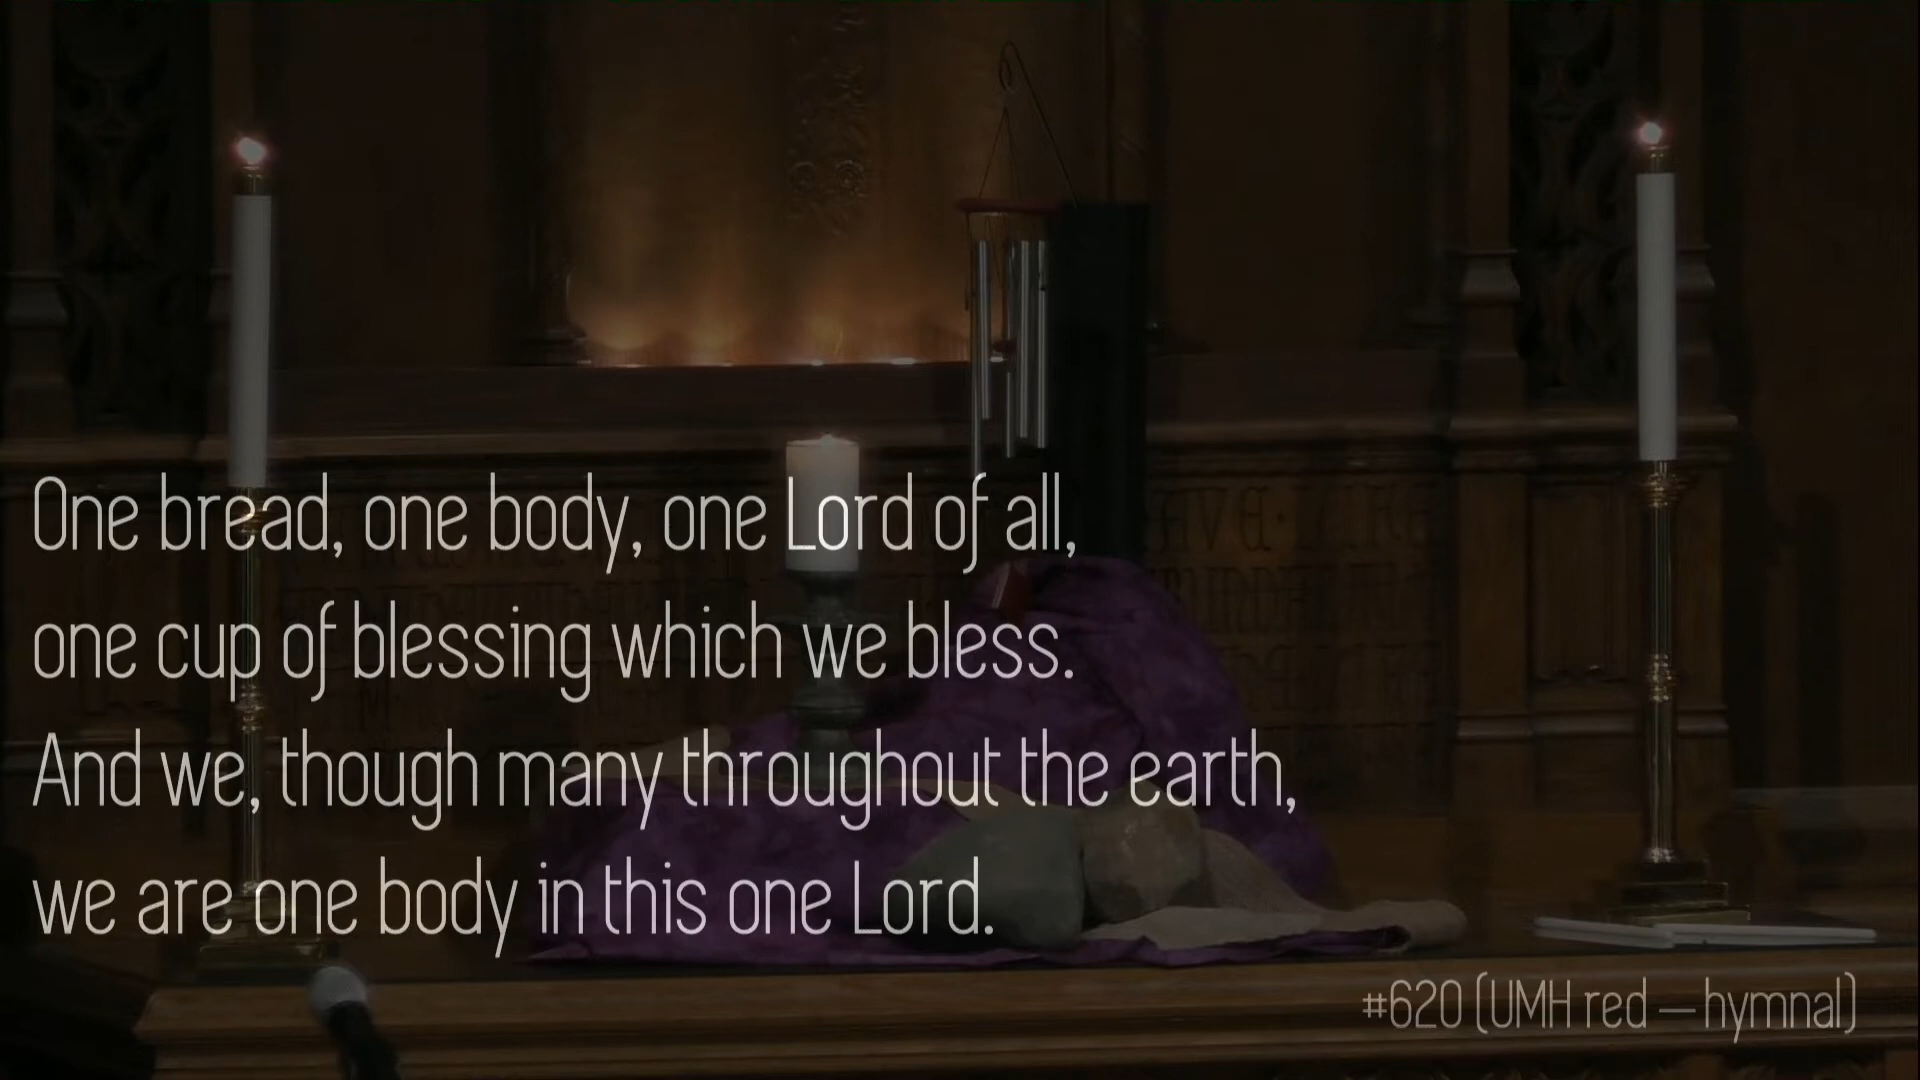 One bread, one body, one Lord of all,
one cup of blessing which we bless.
And we, though many throughout the earth,
we are one body in this one Lord.
#620 (UMH red — hymnal)